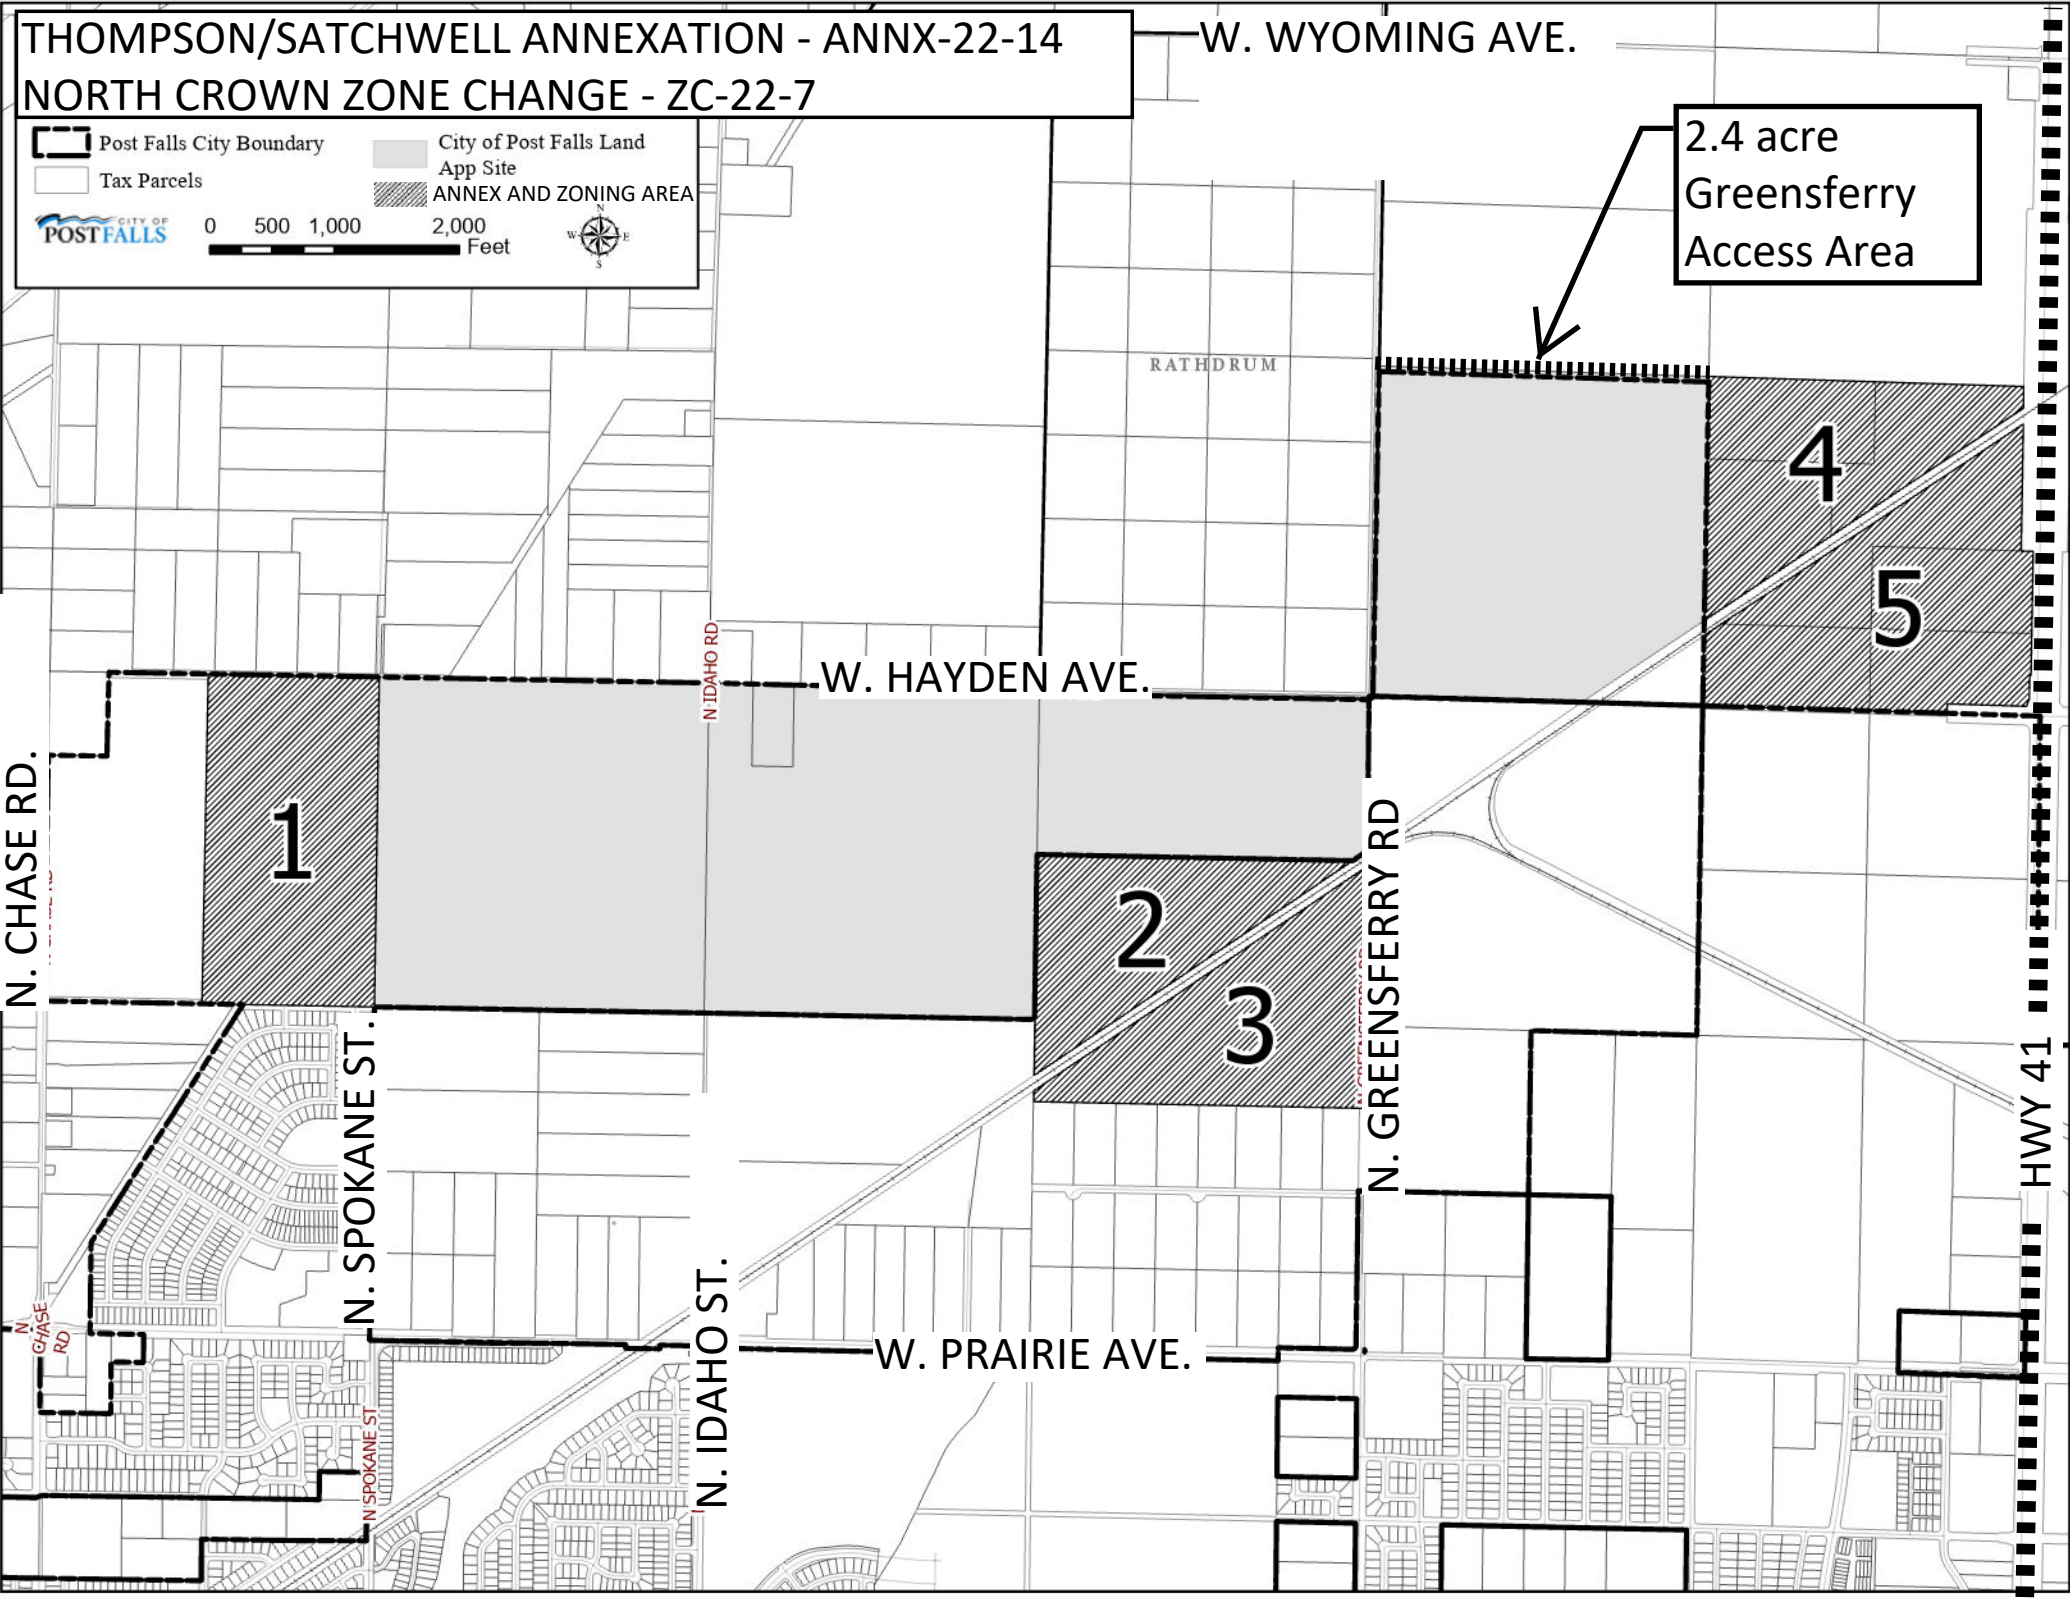 THOMPSON/SATCHWELL ANNEXATION - ANNX-22-14
NORTH CROWN ZONE CHANGE - ZC-22-7
W. WYOMING AVE.
Post Falls City Boundary
Tax Parcels
City of Post Falls Land
App Site
ANNEX AND ZONING AREA
CITY OF
POSTFALLS
0 500 1,000 2,000
Feet
N
W E
S
2.4 acre
Greensferry
Access Area
RATHDRUM
4
5
N IDAHO RD
W. HAYDEN AVE.
N. CHASE RD.
1
2
3
N. GREENSFERRY RD
HWY 41
N. SPOKANE ST.
N. IDAHO ST.
N
CHASE
RD
W. PRAIRIE AVE.
N SPOKANE ST